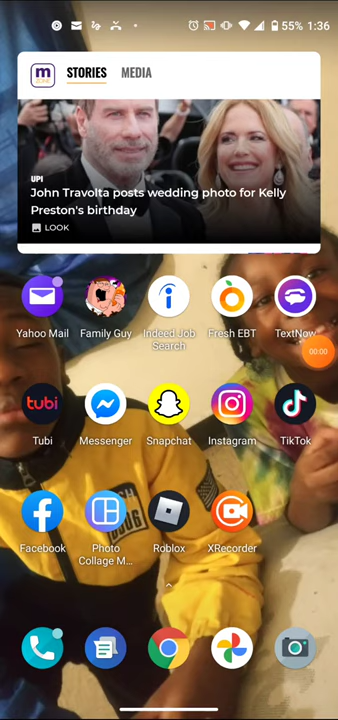 55% 1:36
m
ZONE
STORIES MEDIA
UPI
John Travolta posts wedding photo for Kelly
Preston's birthday
LOOK
Yahoo Mail
Family Guy
Indeed Job
Search
Fresh EBT
TextNow
00:00
tubi
Tubi
Messenger
Snapchat
Instagram
TikTok
Facebook
Photo
Collage M...
Roblox
XRecorder